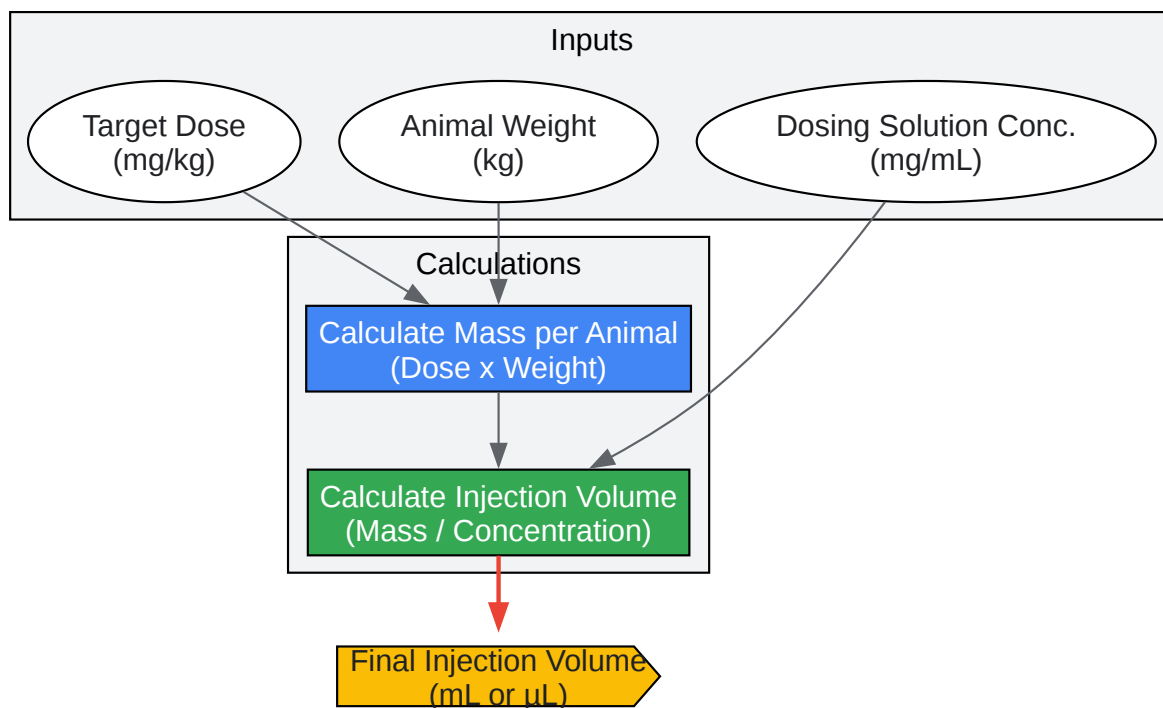 Inputs
Target Dose
(mg/kg)
Animal Weight
(kg)
Dosing Solution Conc.
(mg/mL)
Calculations
Calculate Mass per Animal
(Dose x Weight)
Calculate Injection Volume
(Mass / Concentration)
Final Injection Volume
(mL or µL)